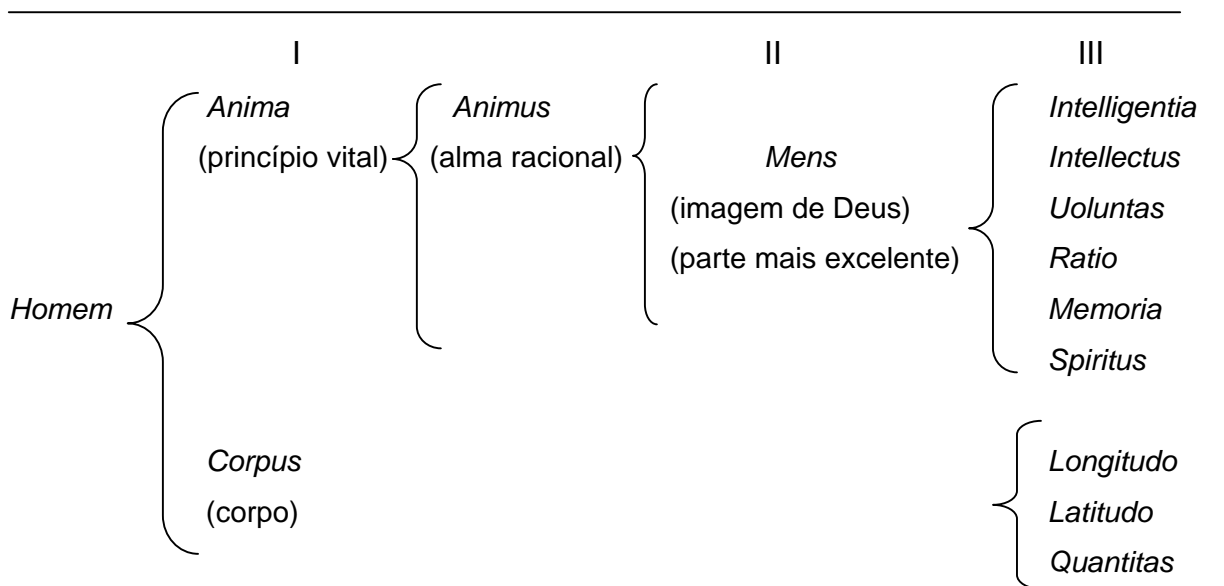 I II III
Anima Animus Intelligentia
(princípio vital) (alma racional) Mens Intellectus
(imagem de Deus) Uoluntas
(parte mais excelente) Ratio
Homem Memoria
Spiritus
Corpus Longitudo
(corpo) Latitudo
Quantitas